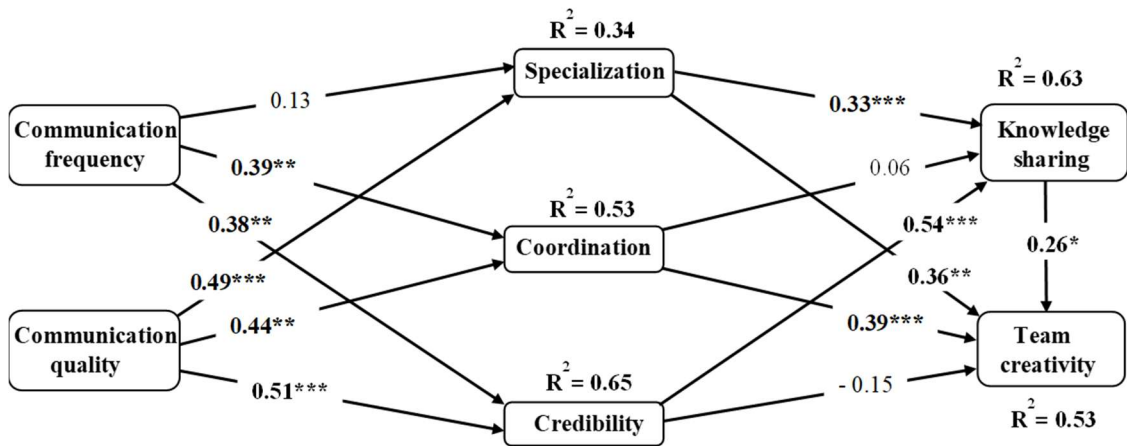 R² = 0.34
Specialization
R² = 0.63
0.13
0.33***
Communication
frequency
Knowledge
sharing
0.39**
0.06
R² = 0.53
0.38**
0.54***
Coordination
0.26*
0.49***
0.36**
0.44**
0.39***
Communication
quality
Team
creativity
R² = 0.65
0.51***
- 0.15
Credibility
R² = 0.53